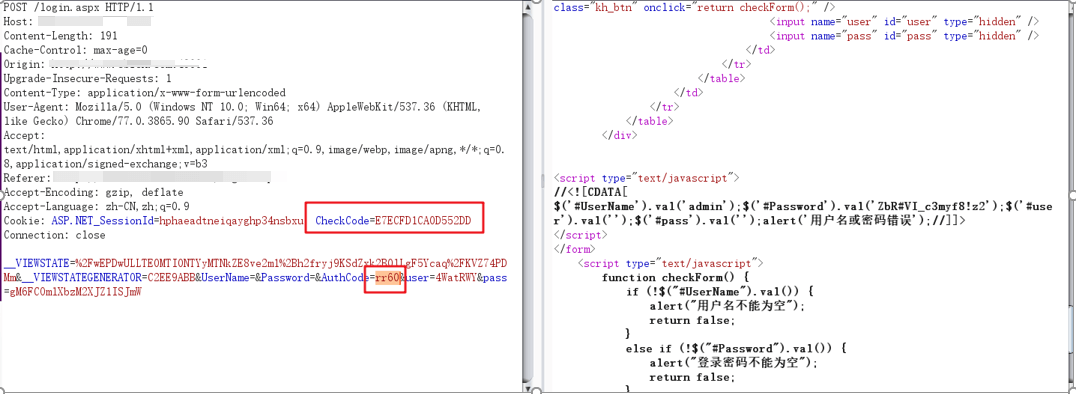 POST /login.aspx HTTP/1.1
Host:
Content-Length: 191
Cache-Control: max-age=0
Origin:
Upgrade-Insecure-Requests: 1
Content-Type: application/x-www-form-urlencoded
User-Agent: Mozilla/5.0 (Windows NT 10.0; Win64; x64) AppleWebKit/537.36 (KHTML,
like Gecko) Chrome/77.0.3865.90 Safari/537.36
Accept:
text/html,application/xhtml+xml,application/xml;q=0.9,image/webp,image/apng,*/*;q=0.
8,application/signed-exchange;v=b3
Referer:
Accept-Encoding: gzip, deflate
Accept-Language: zh-CN,zh;q=0.9
Cookie: ASP.NET_SessionId=hphaeadtneiqayghp34nsbxu CheckCode=E7ECFD1CA0D552DD
Connection: close
Mm&__VIEWSTATEGENERATOR=C2EE9ABB&UserName=&Password=&AuthCode=rr60&user=4WatRWY&pass
=gM6FC0mlXbzM2XJZ1ISJmW
class="kh_btn" onclick="return checkForm();" />
<input name="user" id="user" type="hidden" />
<input name="pass" id="pass" type="hidden" />
</td>
</tr>
</table>
</td>
</tr>
</table>
</div>
<script type="text/javascript">
//<![CDATA[
$('#UserName').val('admin');$('#Password').val('ZbR#VI_c3myf8!z2');$('#use
r').val('');$('#pass').val('');alert('用户名或密码错误');//]]>
</script>
</form>
<script type="text/javascript">
function checkForm() {
if (!$("#UserName").val()) {
alert("用户名不能为空");
return false;
}
else if (!$("#Password").val()) {
alert("登录密码不能为空");
return false;
}